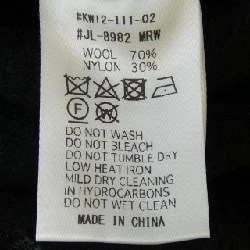 #KW12-111-02
#JL-8982 MRW
WOOL 70%
NYLON 30%
F W
DO NOT WASH
DO NOT BLEACH
DO NOT TUMBLE DRY
LOW HEAT IRON
MILD DRY CLEANING
IN HYDROCARBONS
DO NOT WET CLEAN
MADE IN CHINA